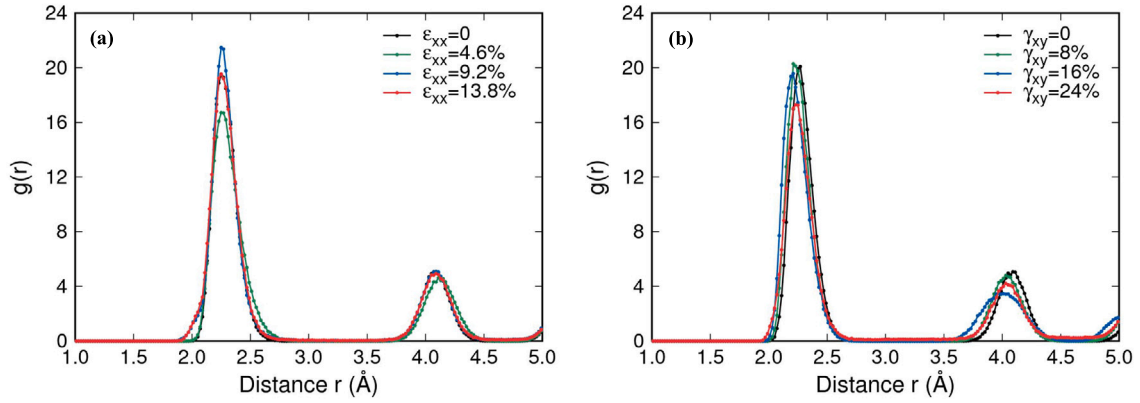 (a)
24
20
16
12
8
4
0
g(r)
εxx=0
εxx=4.6%
εxx=9.2%
εxx=13.8%
1.0 1.5 2.0 2.5 3.0 3.5 4.0 4.5 5.0
Distance r (Å)
(b)
24
20
16
12
8
4
0
g(r)
γxy=0
γxy=8%
γxy=16%
γxy=24%
1.0 1.5 2.0 2.5 3.0 3.5 4.0 4.5 5.0
Distance r (Å)